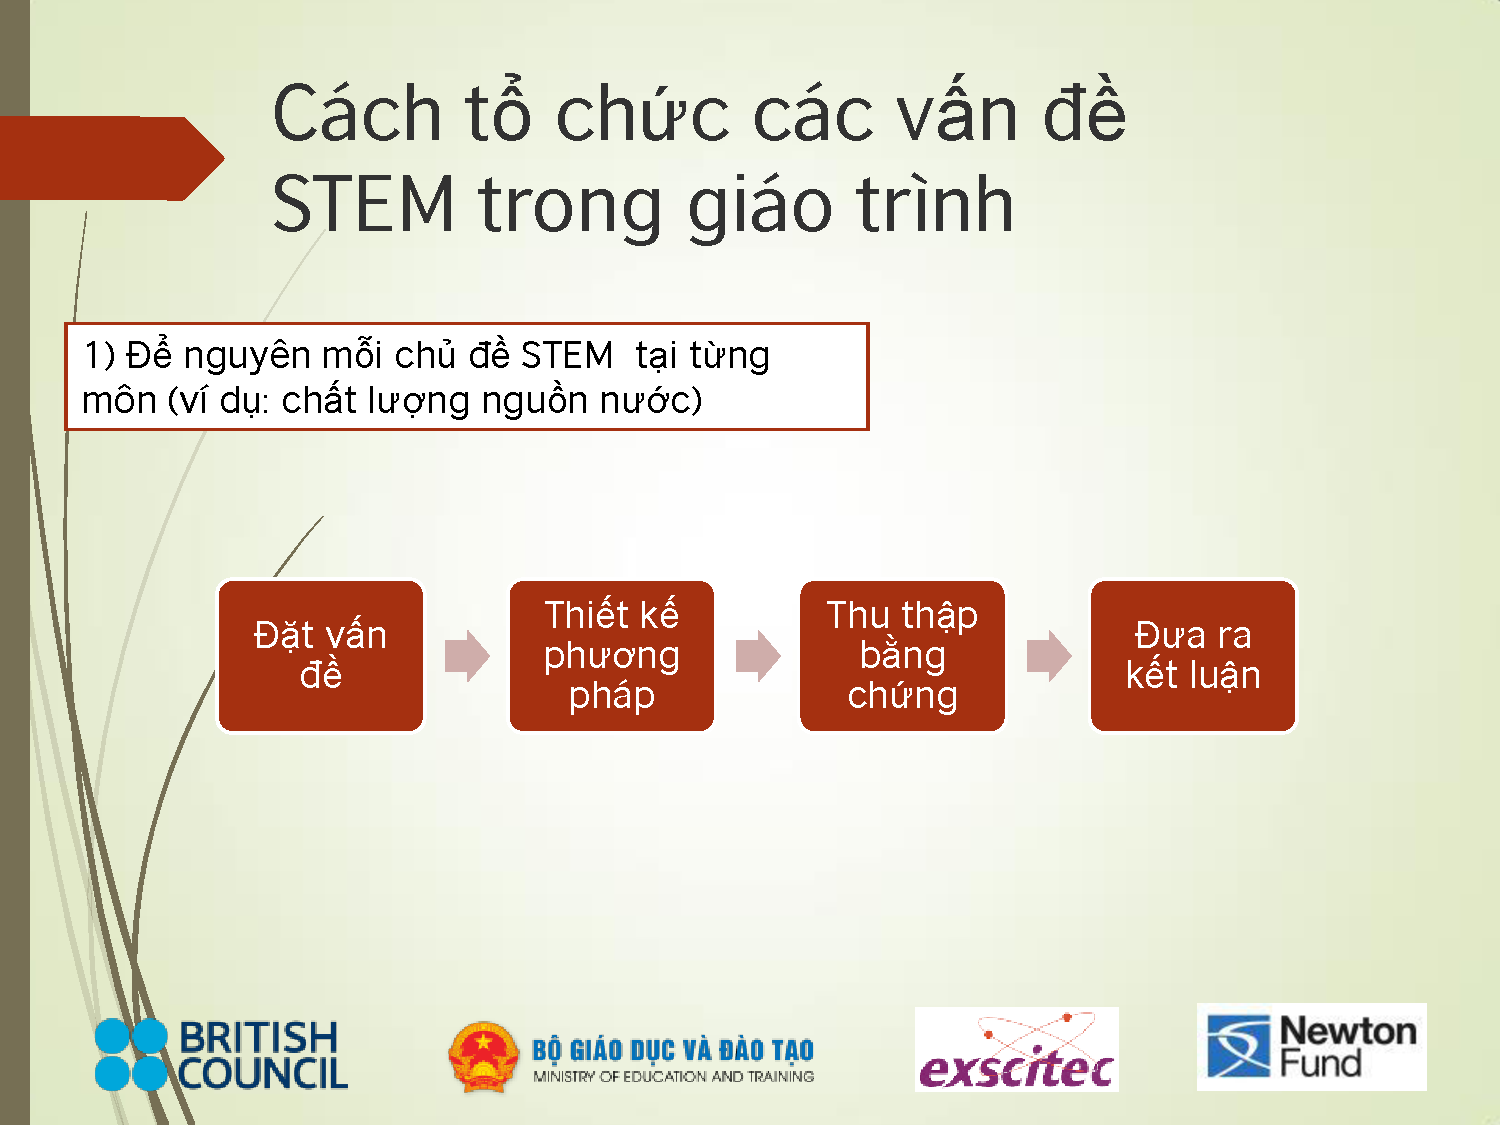 Cách tổ chức các vấn đề
STEM trong giáo trình
1) Để nguyên mỗi chủ đề STEM tại từng
môn (ví dụ: chất lượng nguồn nước)
Đặt vấn
đề
Thiết kế
phương
pháp
Thu thập
bằng
chứng
Đưa ra
kết luận
BRITISH
COUNCIL
BỘ GIÁO DỤC VÀ ĐÀO TẠO
MINISTRY OF EDUCATION AND TRAINING
exscitec
Newton
Fund